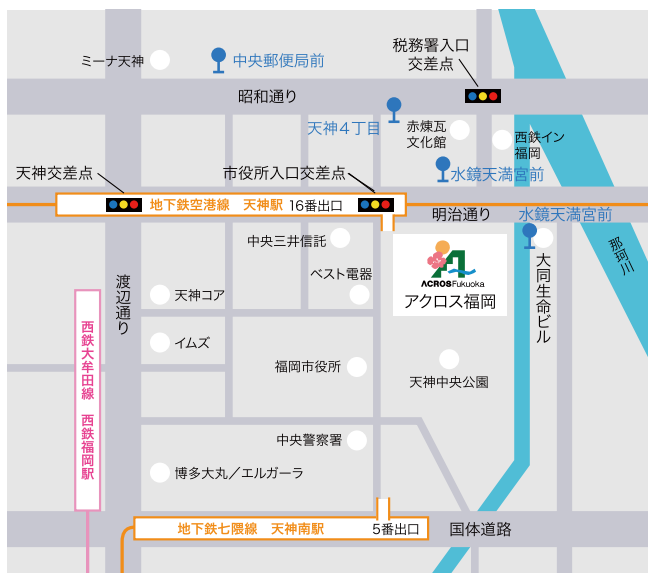 税務署入口
交差点
ミーナ天神
中央郵便局前
昭和通り
天神4丁目
赤煉瓦
文化館
西鉄イン
福岡
天神交差点
市役所入口交差点
水鏡天満宮前
地下鉄空港線 天神駅 16番出口
明治通り
水鏡天満宮前
中央三井信託
那珂川
ACROS Fukuoka
アクロス福岡
大同生命ビル
渡辺通り
ベスト電器
天神コア
イムズ
西鉄大牟田線 西鉄福岡駅
福岡市役所
天神中央公園
中央警察署
博多大丸/エルガーラ
地下鉄七隈線 天神南駅 5番出口
国体道路